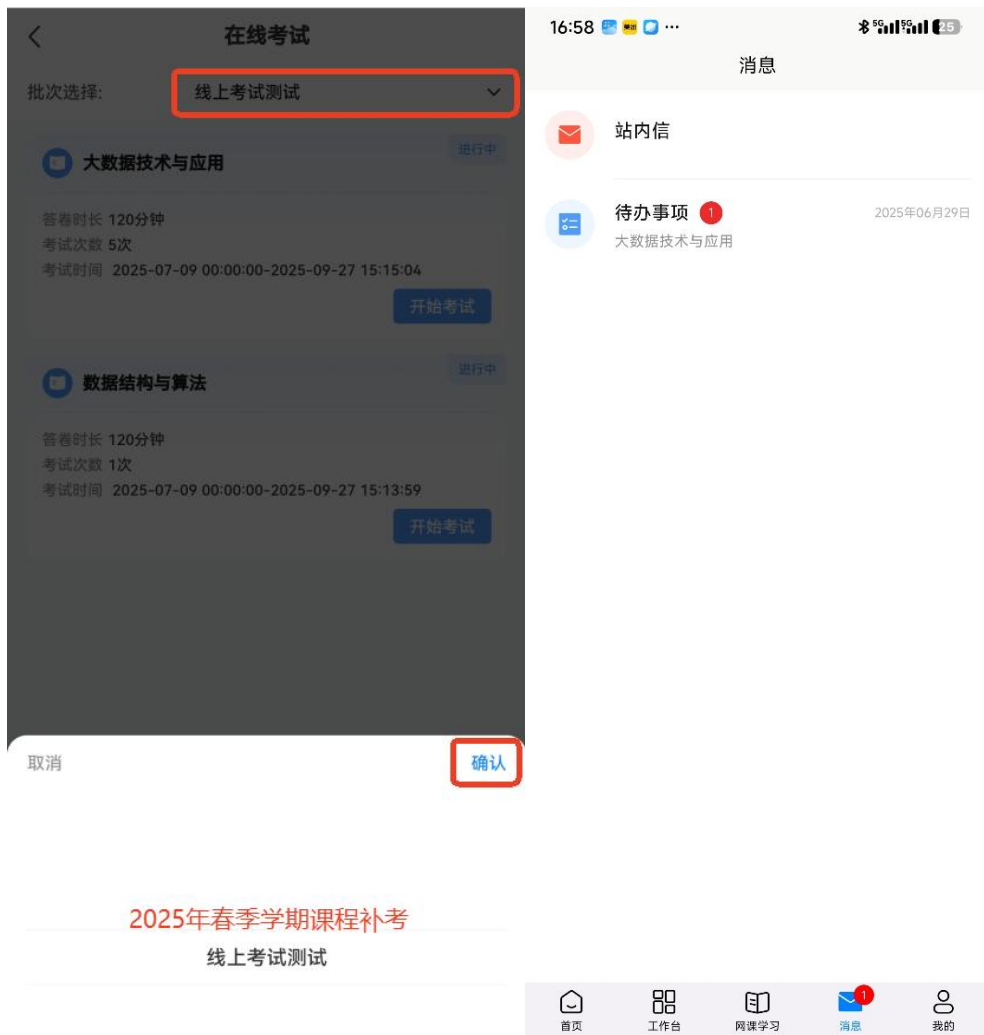 在线考试
批次选择: 线上考试测试
大数据技术与应用 进行中
答卷时长 120分钟
考试次数 5次
考试时间 2025-07-09 00:00:00-2025-09-27 15:15:04
开始考试
数据结构与算法 进行中
答卷时长 120分钟
考试次数 1次
考试时间 2025-07-09 00:00:00-2025-09-27 15:13:59
开始考试
取消 确认
2025年春季学期课程补考
线上考试测试
16:58 ··· 5G 5G 25
消息
站内信
待办事项 1 2025年06月29日
大数据技术与应用
1
首页 工作台 网课学习 消息 我的